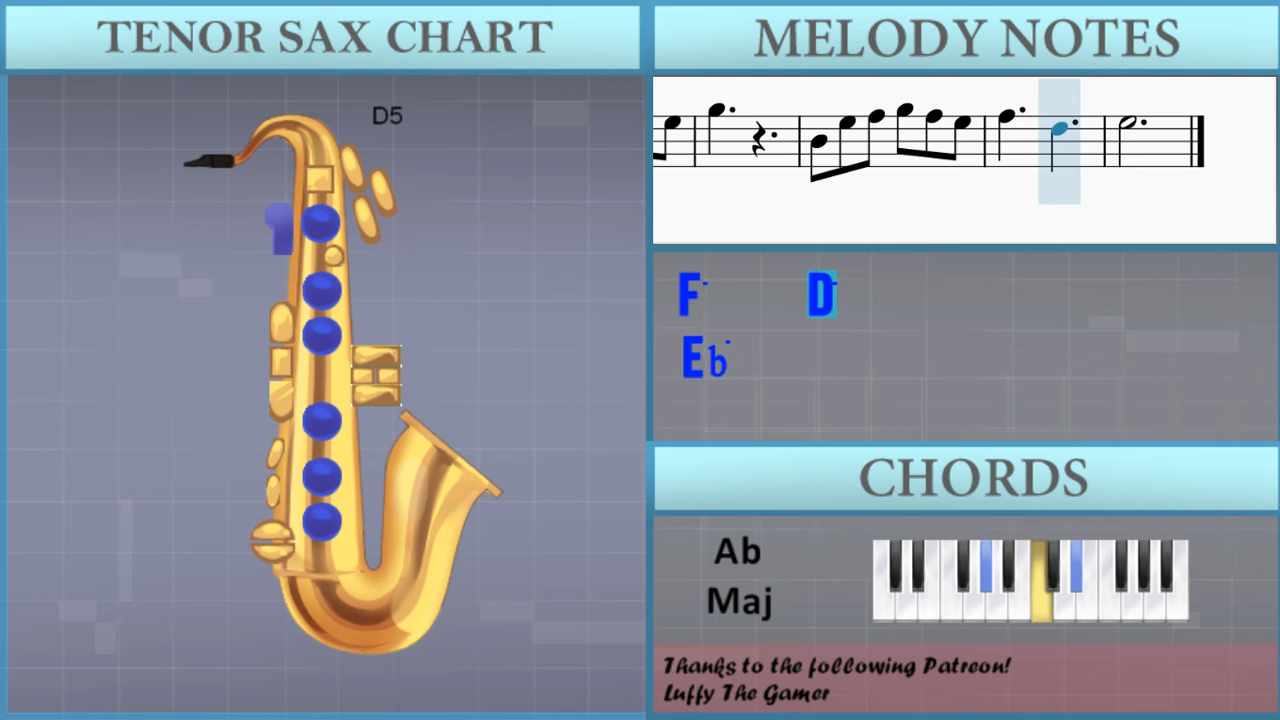 TENOR SAX CHART
D5
MELODY NOTES
F- D-
Eb-
CHORDS
Ab
Maj
Thanks to the following Patreon!
Luffy The Gamer